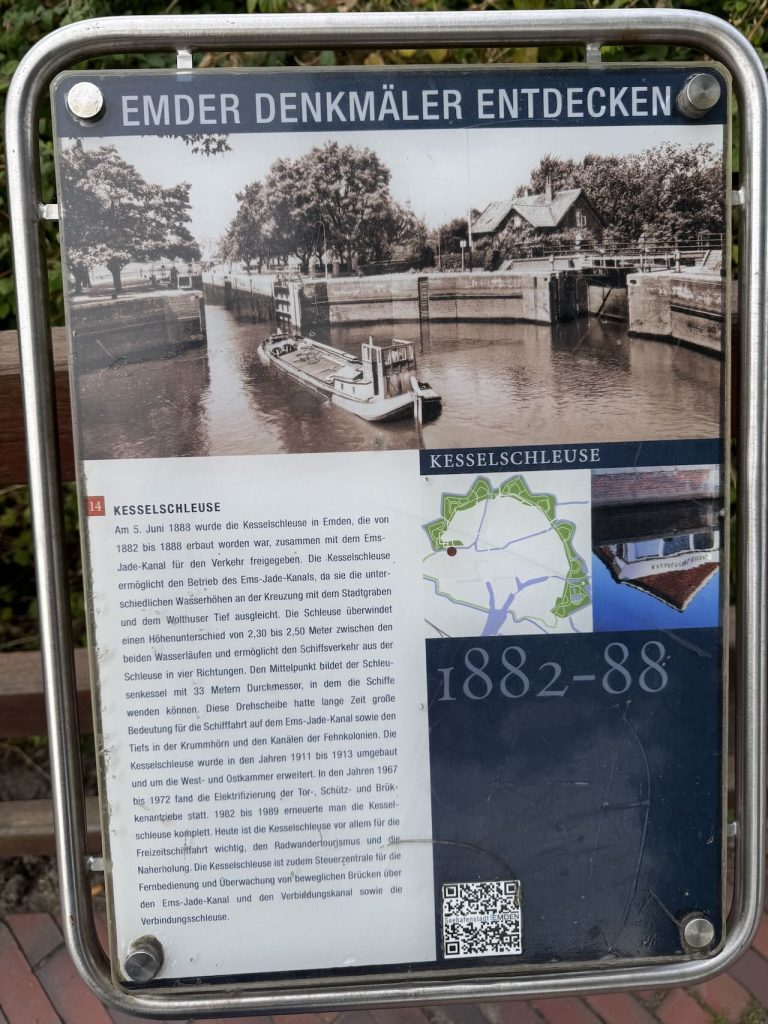 EMDER DENKMÄLER ENTDECKEN
KESSELSCHLEUSE
14 KESSELSCHLEUSE
Am 5. Juni 1888 wurde die Kesselschleuse in Emden, die von
1882 bis 1888 erbaut worden war, zusammen mit dem Ems-
Jade-Kanal für den Verkehr freigegeben. Die Kesselschleuse
ermöglicht den Betrieb des Ems-Jade-Kanals, da sie die unter-
schiedlichen Wasserhöhen an der Kreuzung mit dem Stadtgraben
und dem Wolthuser Tief ausgleicht. Die Schleuse überwindet
einen Höhenunterschied von 2,30 bis 2,50 Meter zwischen den
beiden Wasserläufen und ermöglicht den Schiffsverkehr aus der
Schleuse in vier Richtungen. Den Mittelpunkt bildet der Schleu-
senkessel mit 33 Metern Durchmesser, in dem die Schiffe
wenden können. Diese Drehscheibe hatte lange Zeit große
Bedeutung für die Schifffahrt auf dem Ems-Jade-Kanal sowie den
Tiefs in der Krummhörn und den Kanälen der Fehnkolonien. Die
Kesselschleuse wurde in den Jahren 1911 bis 1913 umgebaut
und um die West- und Ostkammer erweitert. In den Jahren 1967
bis 1972 fand die Elektrifizierung der Tor-, Schütz- und Brük-
kenantriebe statt. 1982 bis 1989 erneuerte man die Kessel-
schleuse komplett. Heute ist die Kesselschleuse vor allem für die
Freizeitschifffahrt wichtig, den Radwandertourismus und die
Naherholung. Die Kesselschleuse ist zudem Steuerzentrale für die
Fernbedienung und Überwachung von beweglichen Brücken über
den Ems-Jade-Kanal und den Verbindungskanal sowie die
Verbindungsschleuse.
1882-88
Seehafenstadt EMDEN